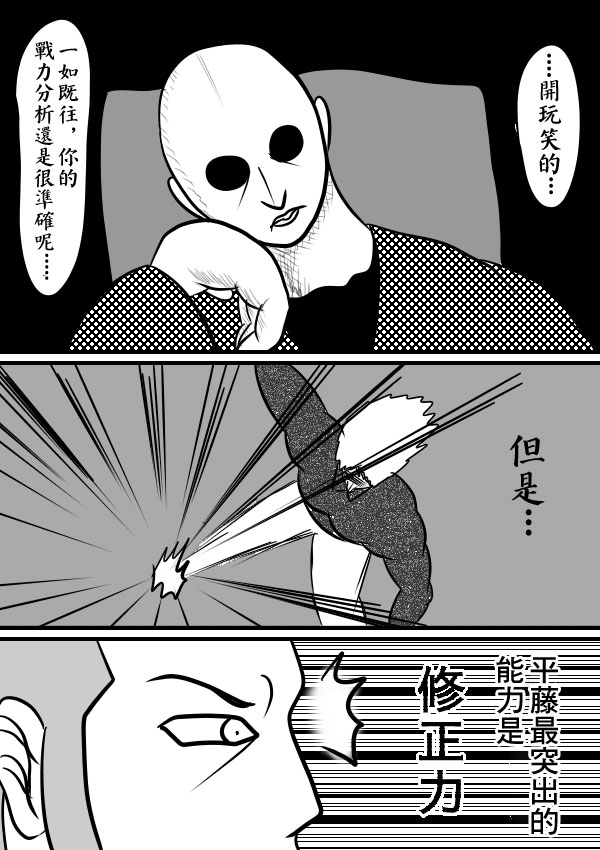 …開玩笑的…
一如既往，你的
戰力分析還是很準確呢……
但是…
平藤最突出的
能力是
修正力